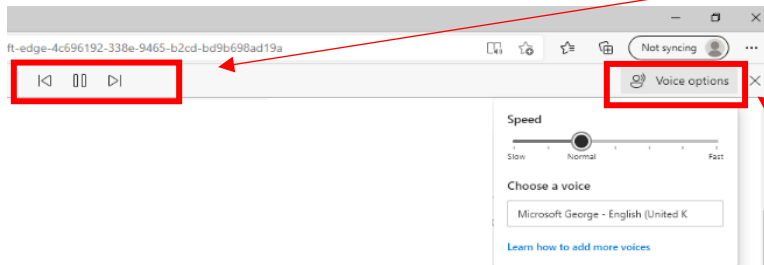 ft-edge-4c696192-338e-9465-b2cd-bd9b698ad19a
Not syncing
Voice options
Speed
Slow Normal Fast
Choose a voice
Microsoft George - English (United K
Learn how to add more voices